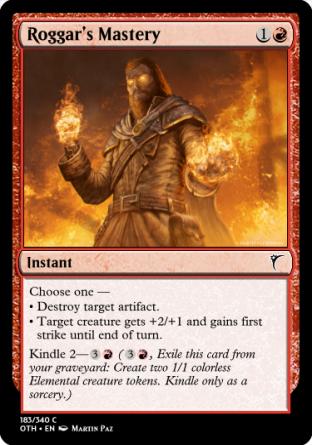 Roggar's Mastery 1
Instant
Choose one —
• Destroy target artifact.
• Target creature gets +2/+1 and gains first
strike until end of turn.
Kindle 2—3 (3, Exile this card from
your graveyard: Create two 1/1 colorless
Elemental creature tokens. Kindle only as a
sorcery.)
183/340 C
OTH • EN Martin Paz